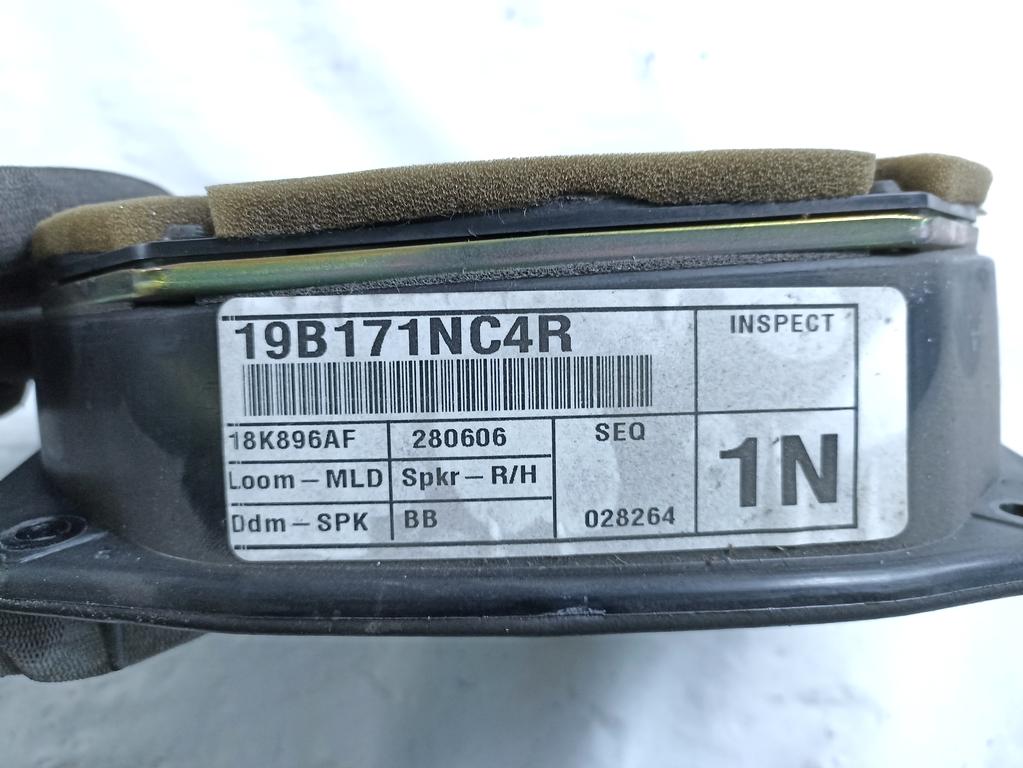 19B171NC4R
INSPECT
18K896AF 280606 SEQ
1N
Loom-MLD Spkr-R/H
Ddm-SPK BB 028264